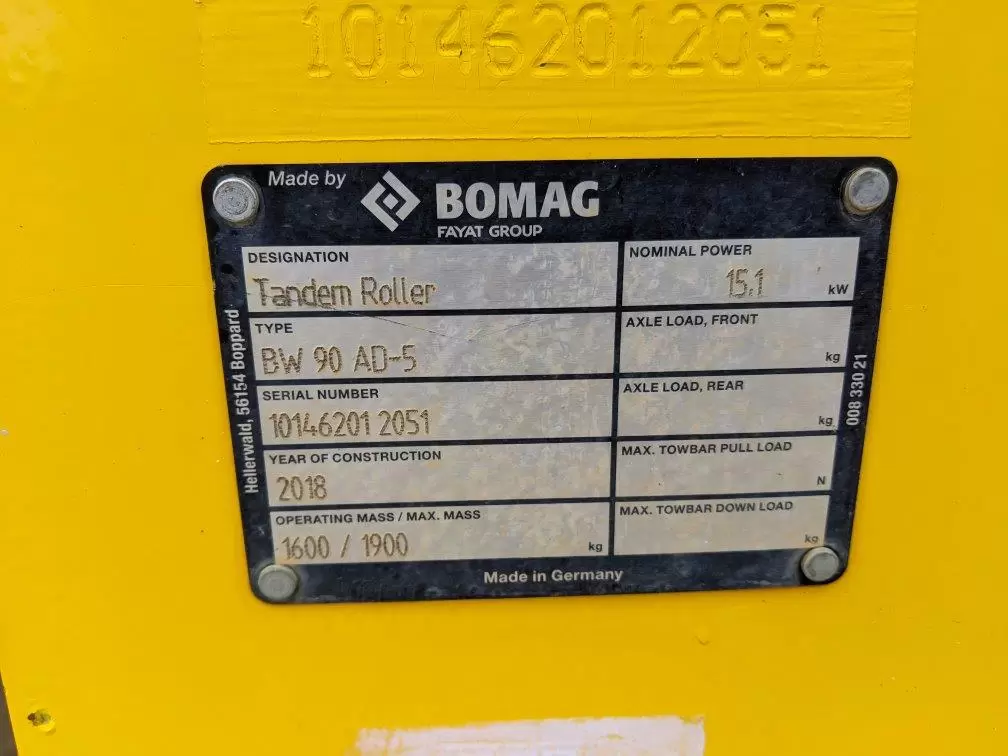 101462012051
Made by
BOMAG
FAYAT GROUP
DESIGNATION
Tandem Roller
NOMINAL POWER
15.1 kW
TYPE
BW 90 AD-5
AXLE LOAD, FRONT
kg
SERIAL NUMBER
10146201 2051
AXLE LOAD, REAR
kg
YEAR OF CONSTRUCTION
2018
MAX. TOWBAR PULL LOAD
N
OPERATING MASS / MAX. MASS
1600 / 1900 kg
MAX. TOWBAR DOWN LOAD
kg
Hellerwald, 56154 Boppard
008 330 21
Made in Germany